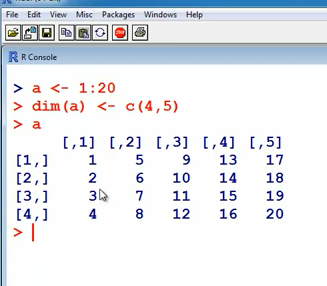 File Edit View Misc Packages Windows Help
STOP
R Console
> a <- 1:20
> dim(a) <- c(4,5)
> a
[,1] [,2] [,3] [,4] [,5]
[1,] 1 5 9 13 17
[2,] 2 6 10 14 18
[3,] 3 7 11 15 19
[4,] 4 8 12 16 20
>